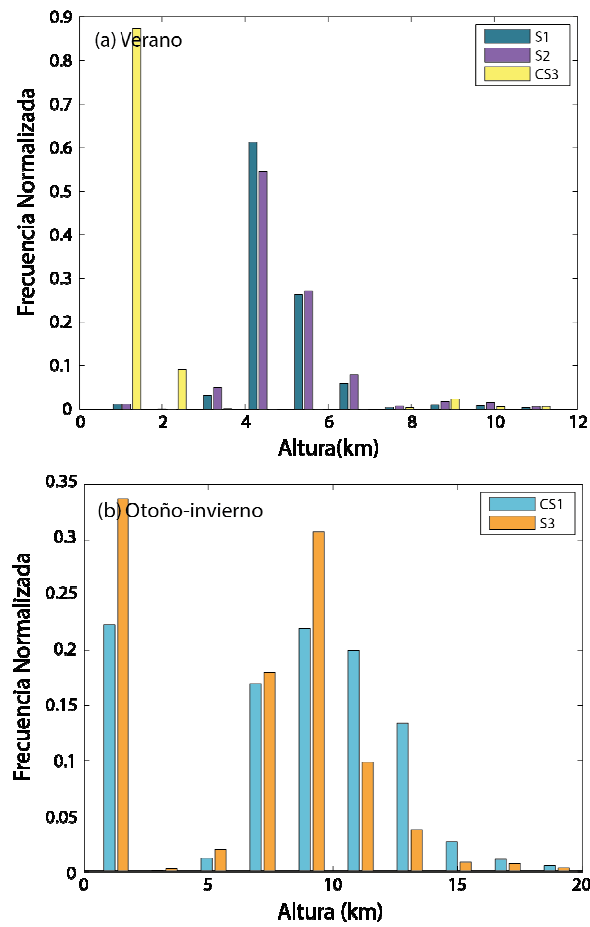 (a) Verano
S1
S2
CS3
Frecuencia Normalizada
0.9
0.8
0.7
0.6
0.5
0.4
0.3
0.2
0.1
0
0 2 4 6 8 10 12
Altura(km)
(b) Otoño-invierno
CS1
S3
Frecuencia Normalizada
0.35
0.3
0.25
0.2
0.15
0.1
0.05
0
0 5 10 15 20
Altura (km)